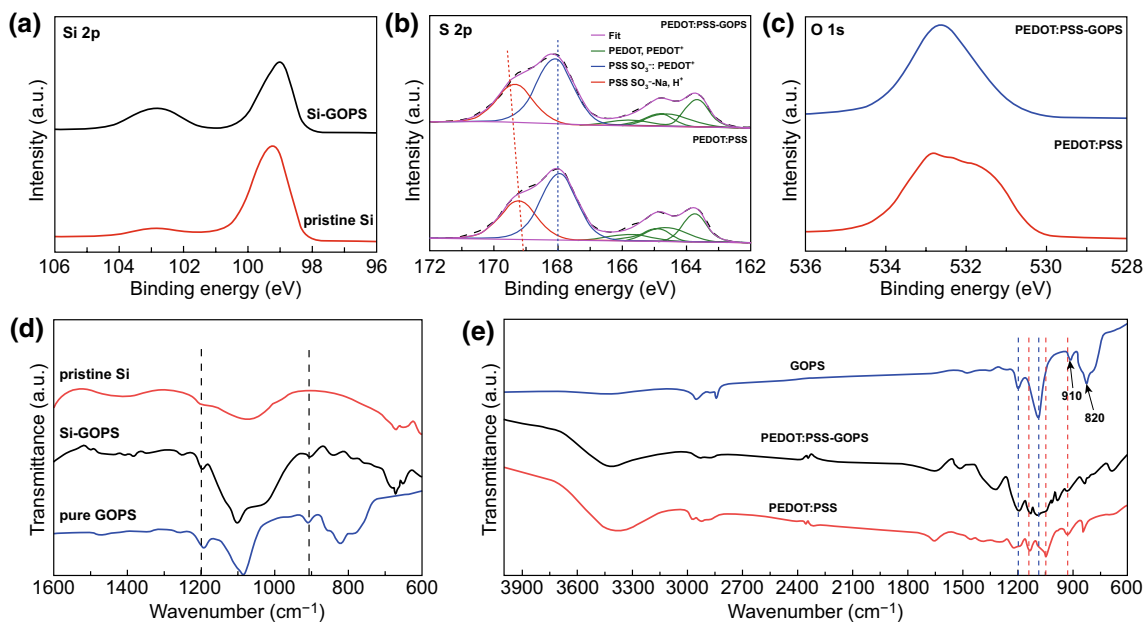 (a)
Si 2p
Si-GOPS
pristine Si
Intensity (a.u.)
106 104 102 100 98 96
Binding energy (eV)
(b)
S 2p
PEDOT:PSS-GOPS
Fit
PEDOT, PEDOT⁺
PSS SO₃⁻: PEDOT⁺
PSS SO₃⁻-Na, H⁺
PEDOT:PSS
Intensity (a.u.)
172 170 168 166 164 162
Binding energy (eV)
(c)
O 1s
PEDOT:PSS-GOPS
PEDOT:PSS
Intensity (a.u.)
536 534 532 530 528
Binding energy (eV)
(d)
pristine Si
Si-GOPS
pure GOPS
Transmittance (a.u.)
1600 1400 1200 1000 800 600
Wavenumber (cm⁻¹)
(e)
GOPS
910
820
PEDOT:PSS-GOPS
PEDOT:PSS
Transmittance (a.u.)
3900 3600 3300 3000 2700 2400 2100 1800 1500 1200 900 600
Wavenumber (cm⁻¹)